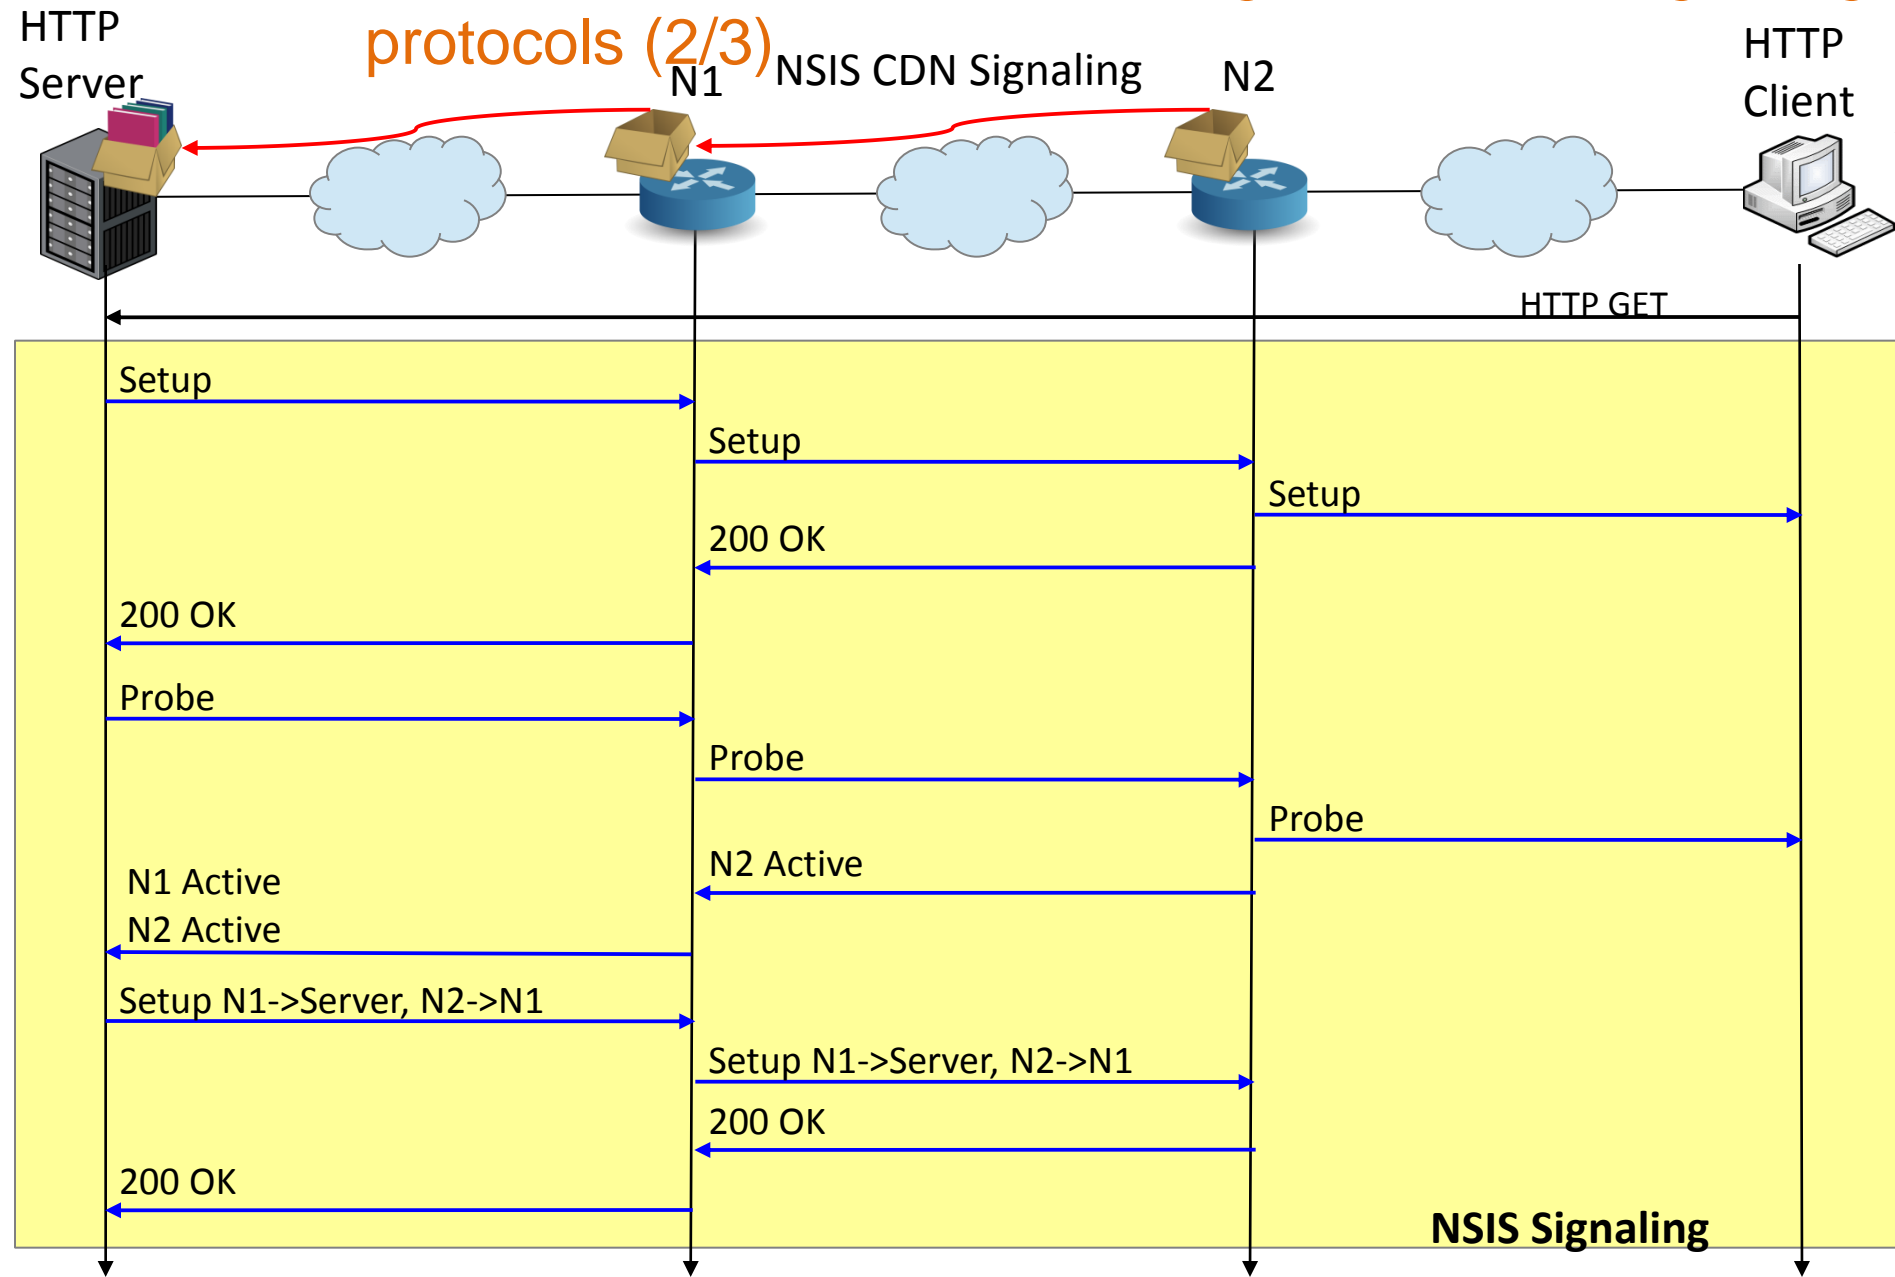 protocols (2/3)
HTTP
Server
N1
NSIS CDN Signaling
N2
HTTP
Client
HTTP GET
Setup
Setup
Setup
200 OK
200 OK
Probe
Probe
Probe
N2 Active
N1 Active
N2 Active
Setup N1->Server, N2->N1
Setup N1->Server, N2->N1
200 OK
200 OK
NSIS Signaling